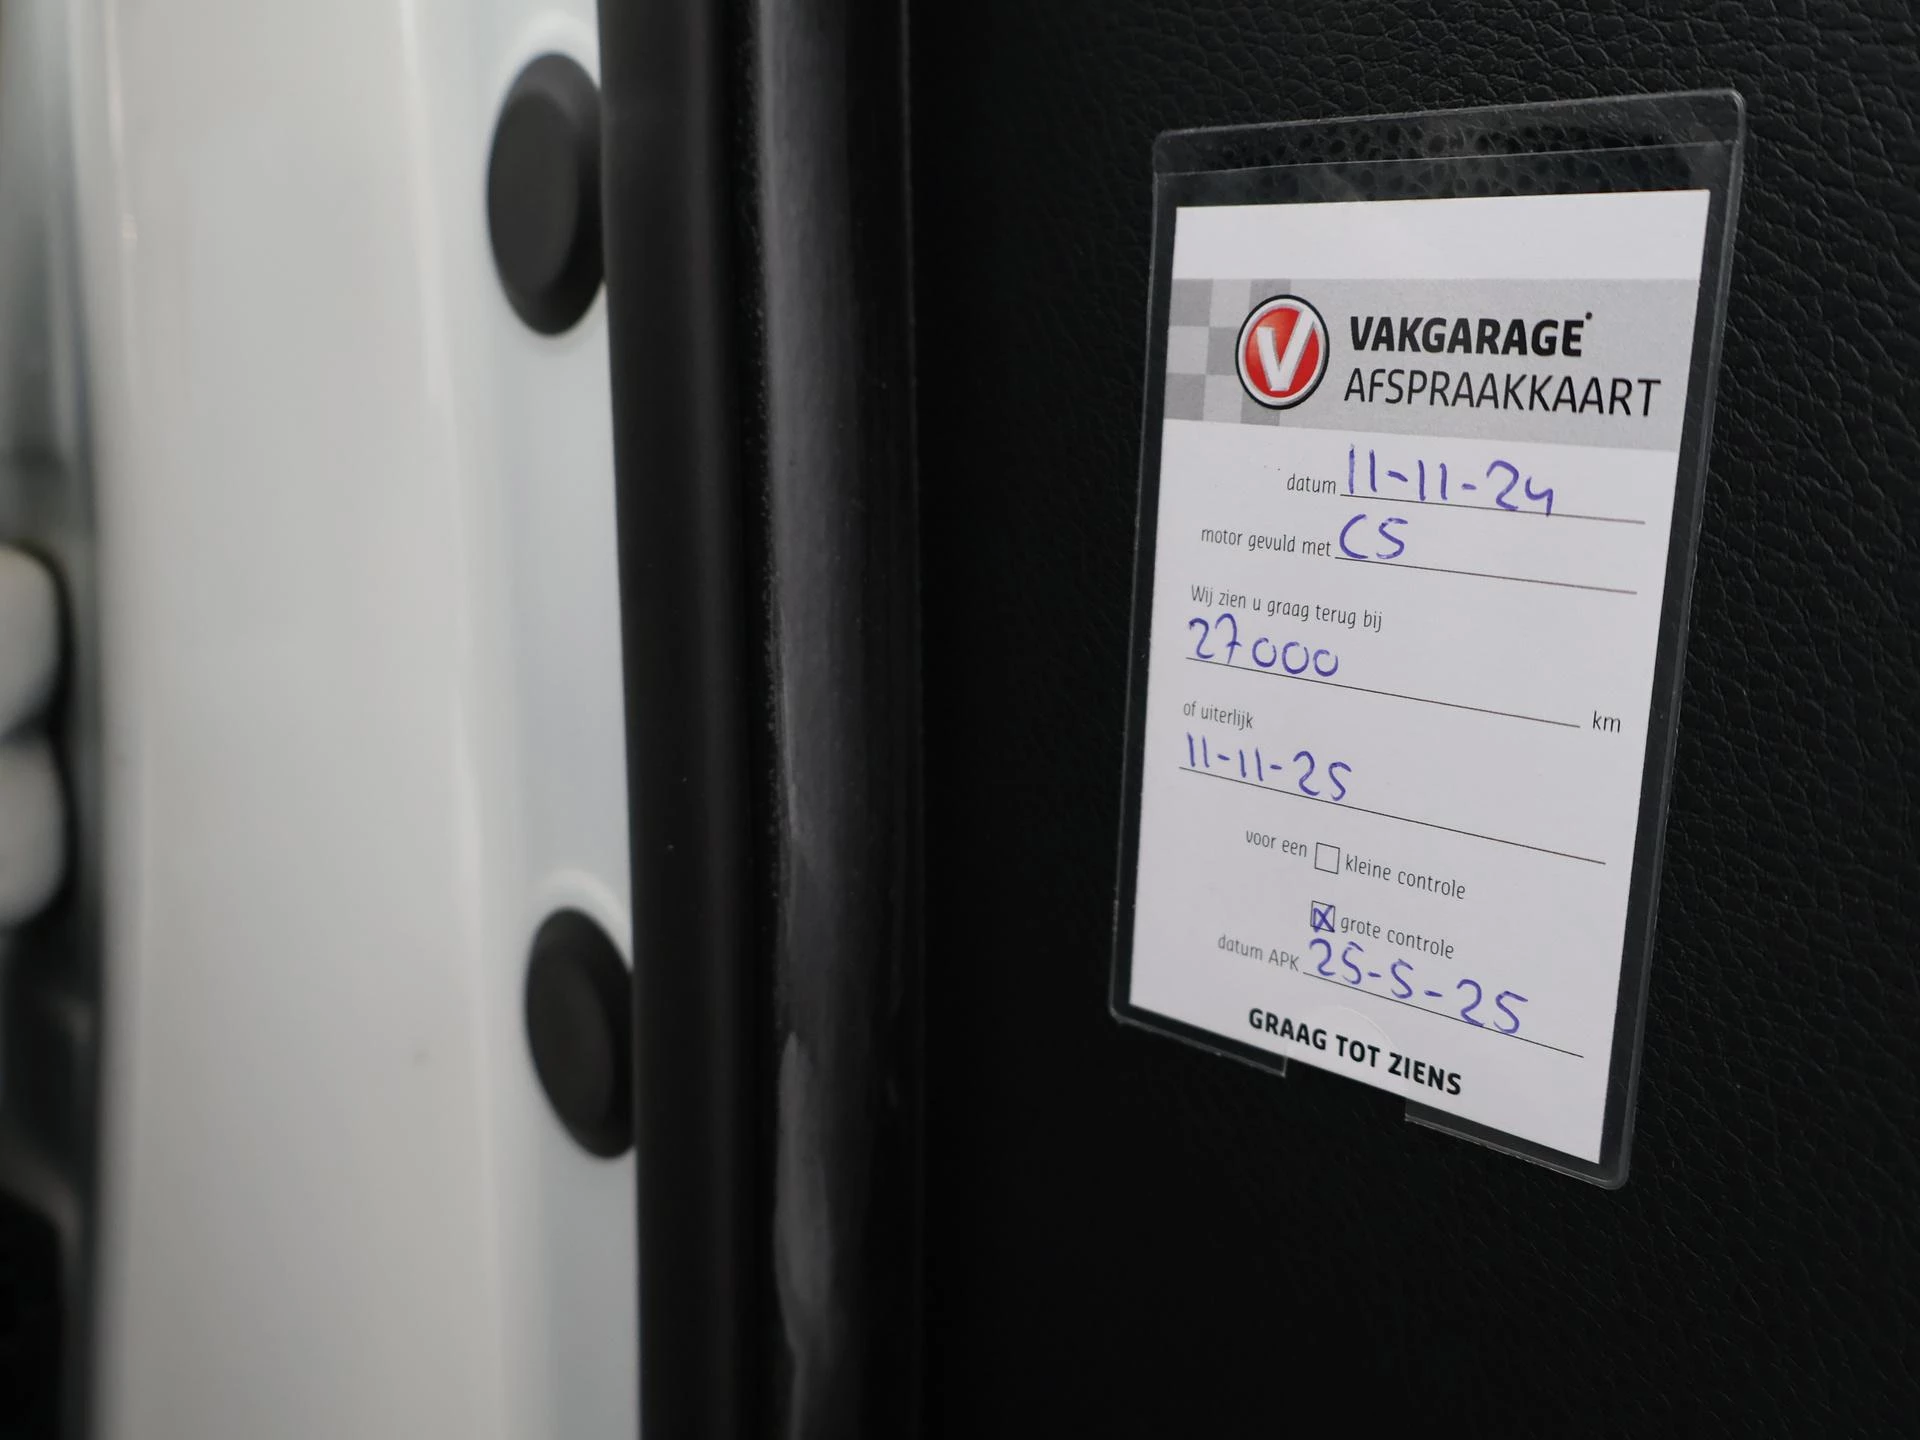 V
VAKGARAGE
AFSPRAAKKAART
datum 11-11-24
motor gevuld met C5
Wij zien u graag terug bij
27000 km
of uiterlijk
11-11-25
voor een ☐ kleine controle
☒ grote controle
datum APK 25-5-25
GRAAG TOT ZIENS